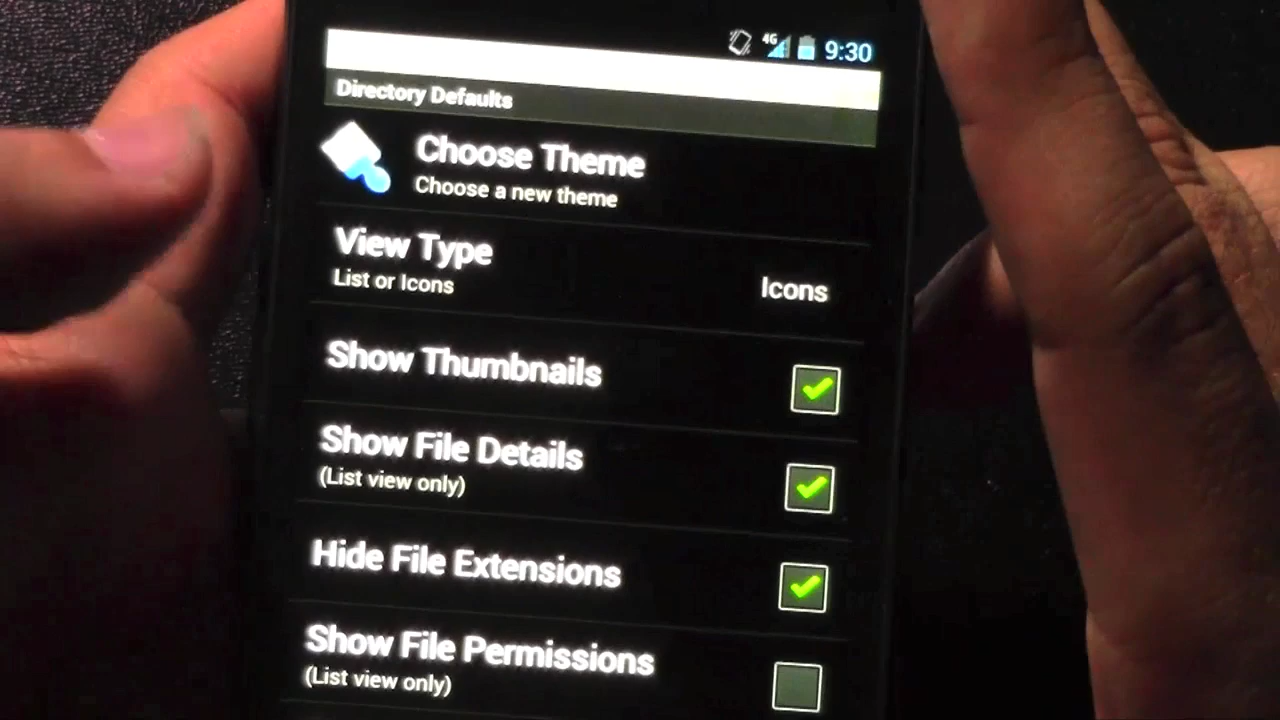 4G 9:30
Directory Defaults
Choose Theme
Choose a new theme
View Type
List or Icons
Icons
Show Thumbnails
Show File Details
(List view only)
Hide File Extensions
Show File Permissions
(List view only)